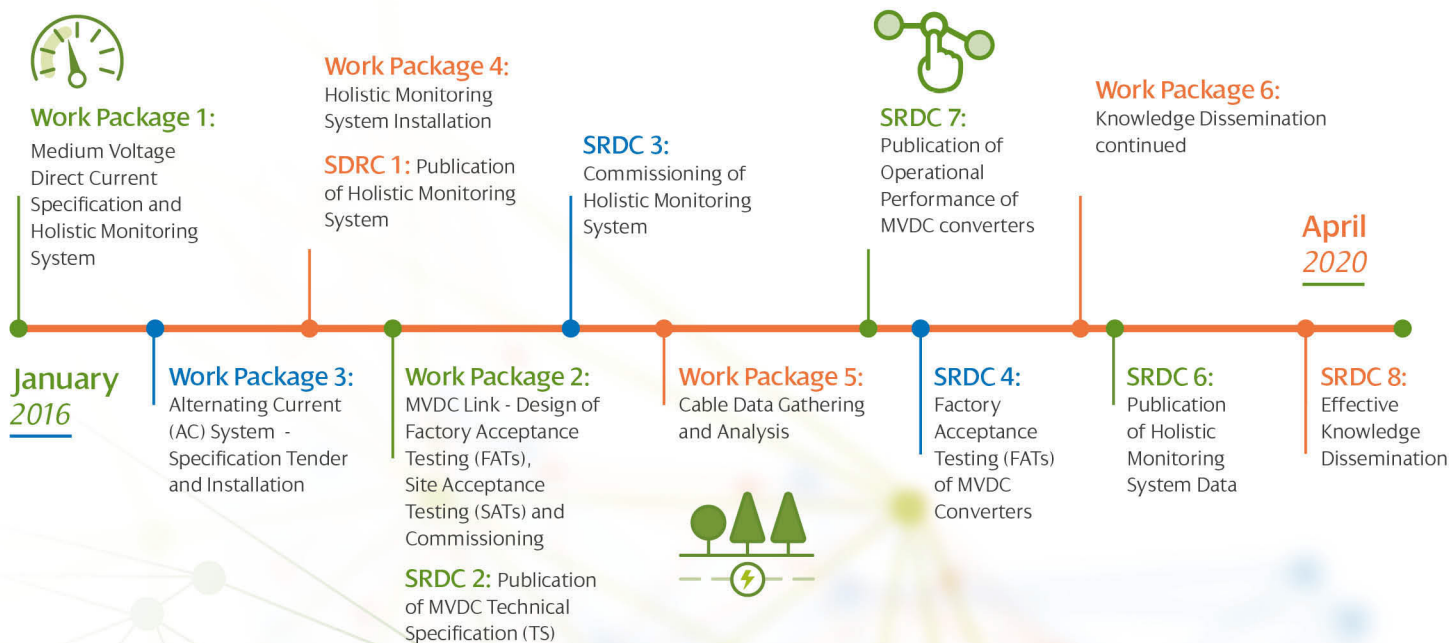 Work Package 1:
Medium Voltage
Direct Current
Specification and
Holistic Monitoring
System
Work Package 4:
Holistic Monitoring
System Installation
SDRC 1: Publication
of Holistic Monitoring
System
SRDC 3:
Commissioning of
Holistic Monitoring
System
SRDC 7:
Publication of
Operational
Performance of
MVDC converters
Work Package 6:
Knowledge Dissemination
continued
April
2020
January
2016
Work Package 3:
Alternating Current
(AC) System -
Specification Tender
and Installation
Work Package 2:
MVDC Link - Design of
Factory Acceptance
Testing (FATs),
Site Acceptance
Testing (SATs) and
Commissioning
SRDC 2: Publication
of MVDC Technical
Specification (TS)
Work Package 5:
Cable Data Gathering
and Analysis
SRDC 4:
Factory
Acceptance
Testing (FATs)
of MVDC
Converters
SRDC 6:
Publication
of Holistic
Monitoring
System Data
SRDC 8:
Effective
Knowledge
Dissemination